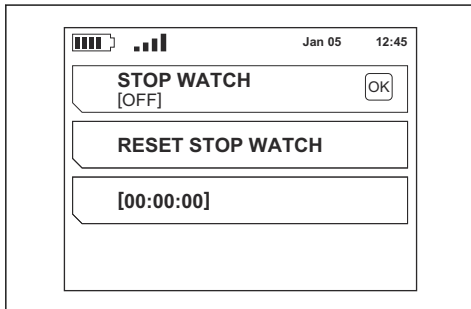 Jan 05 12:45
STOP WATCH
[OFF]
OK
RESET STOP WATCH
[00:00:00]